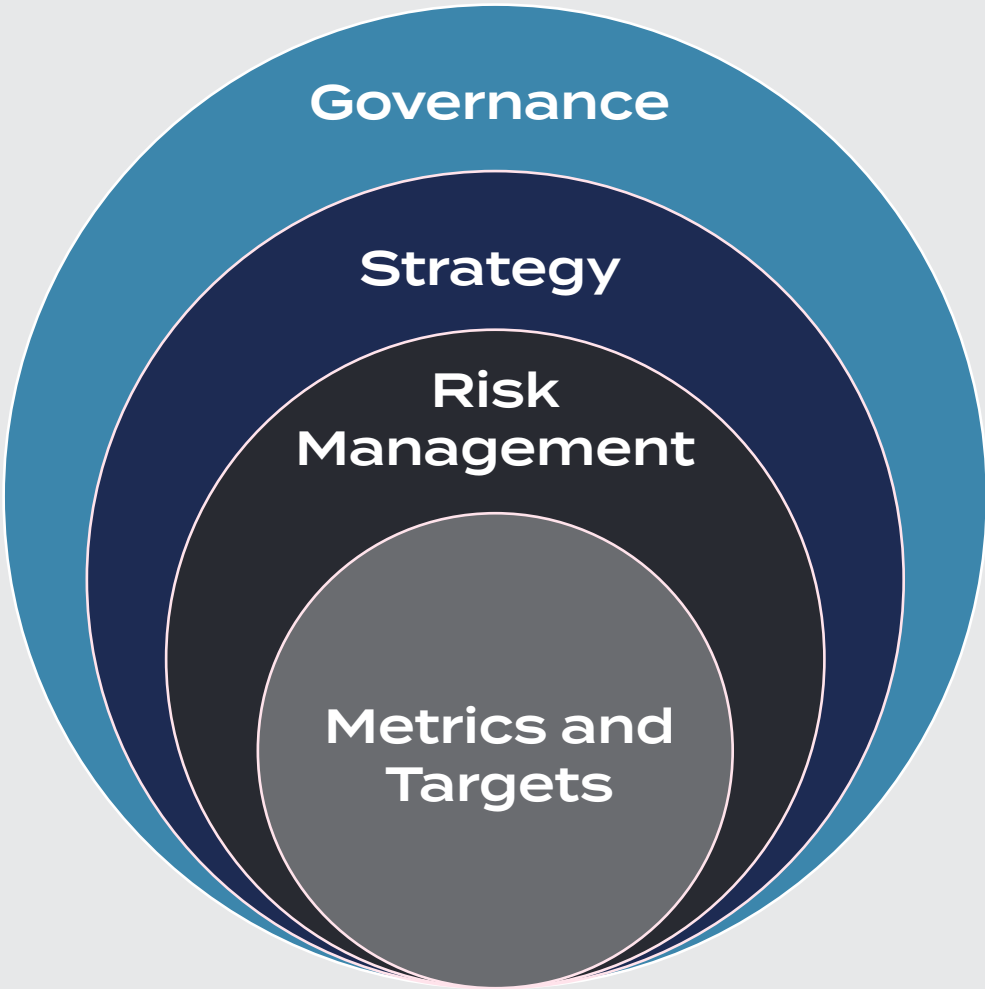 Governance
Strategy
Risk
Management
Metrics and
Targets